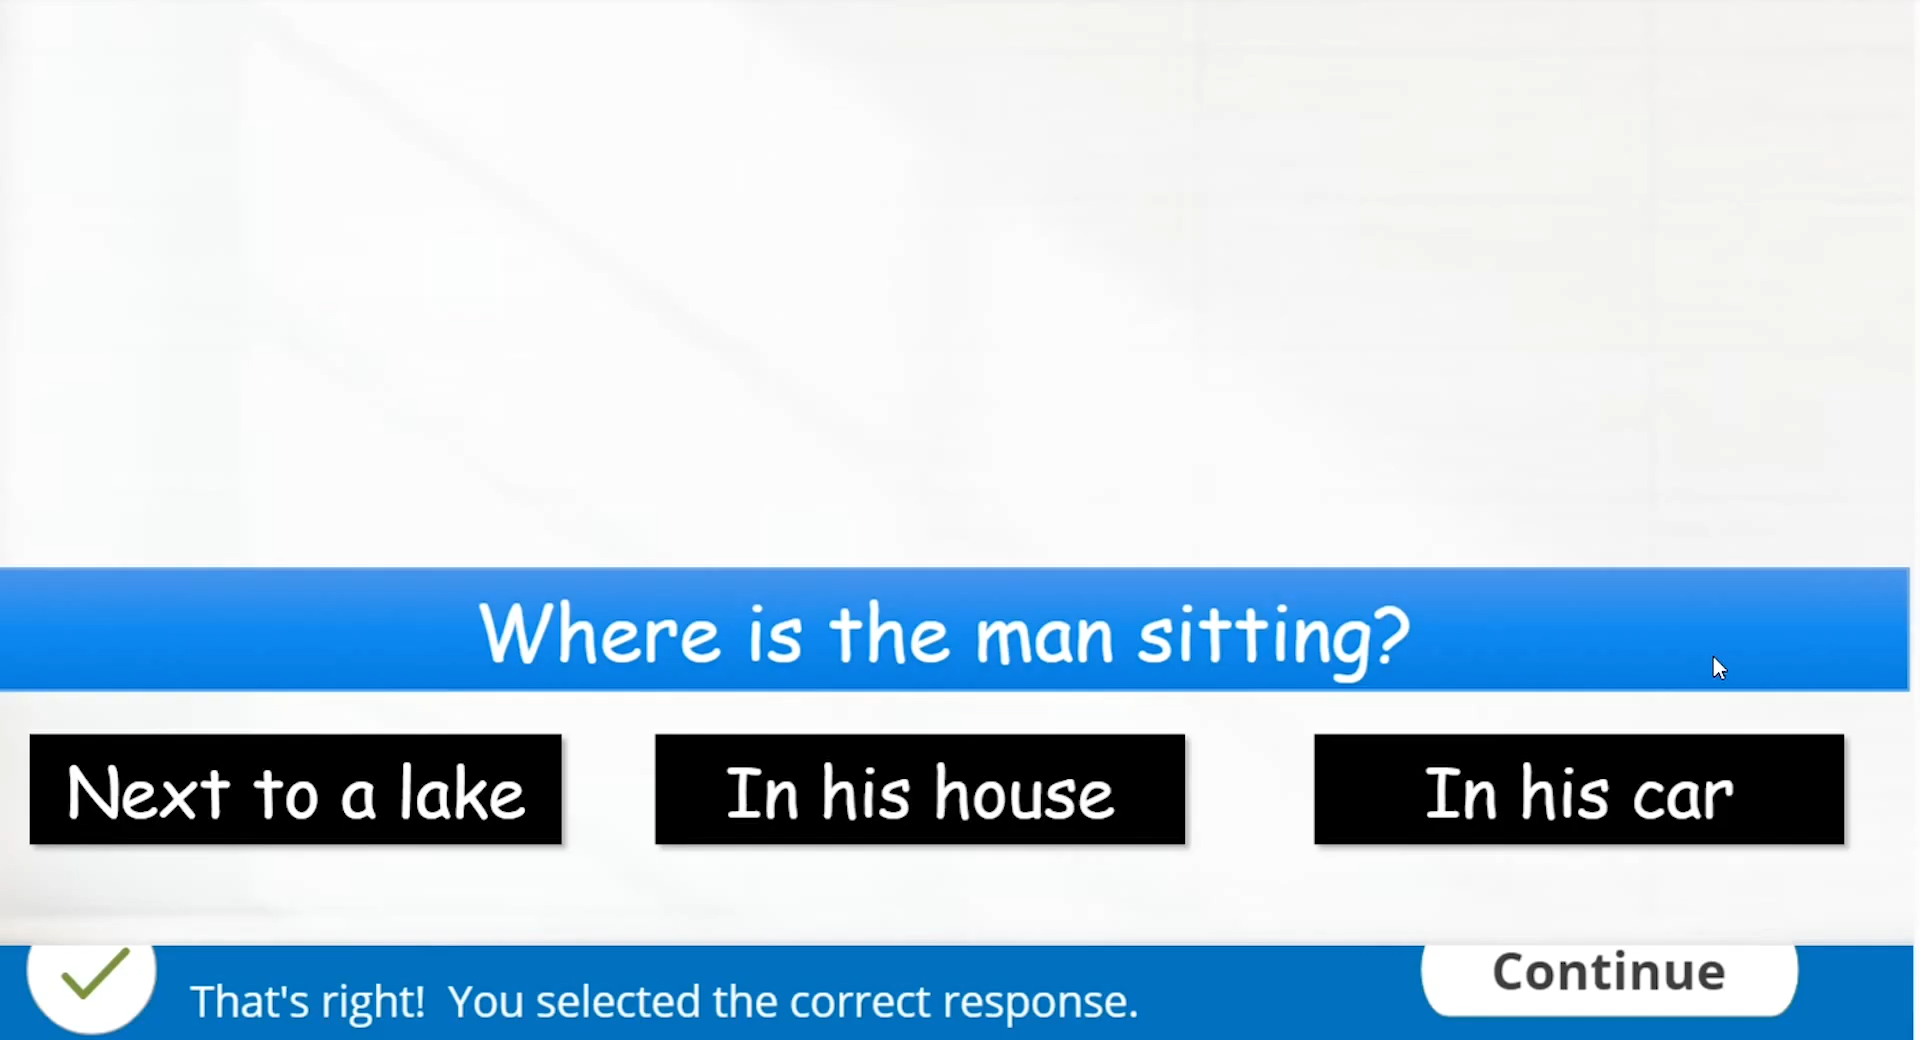 Where is the man sitting?
Next to a lake
In his house
In his car
Continue
That's right! You selected the correct response.